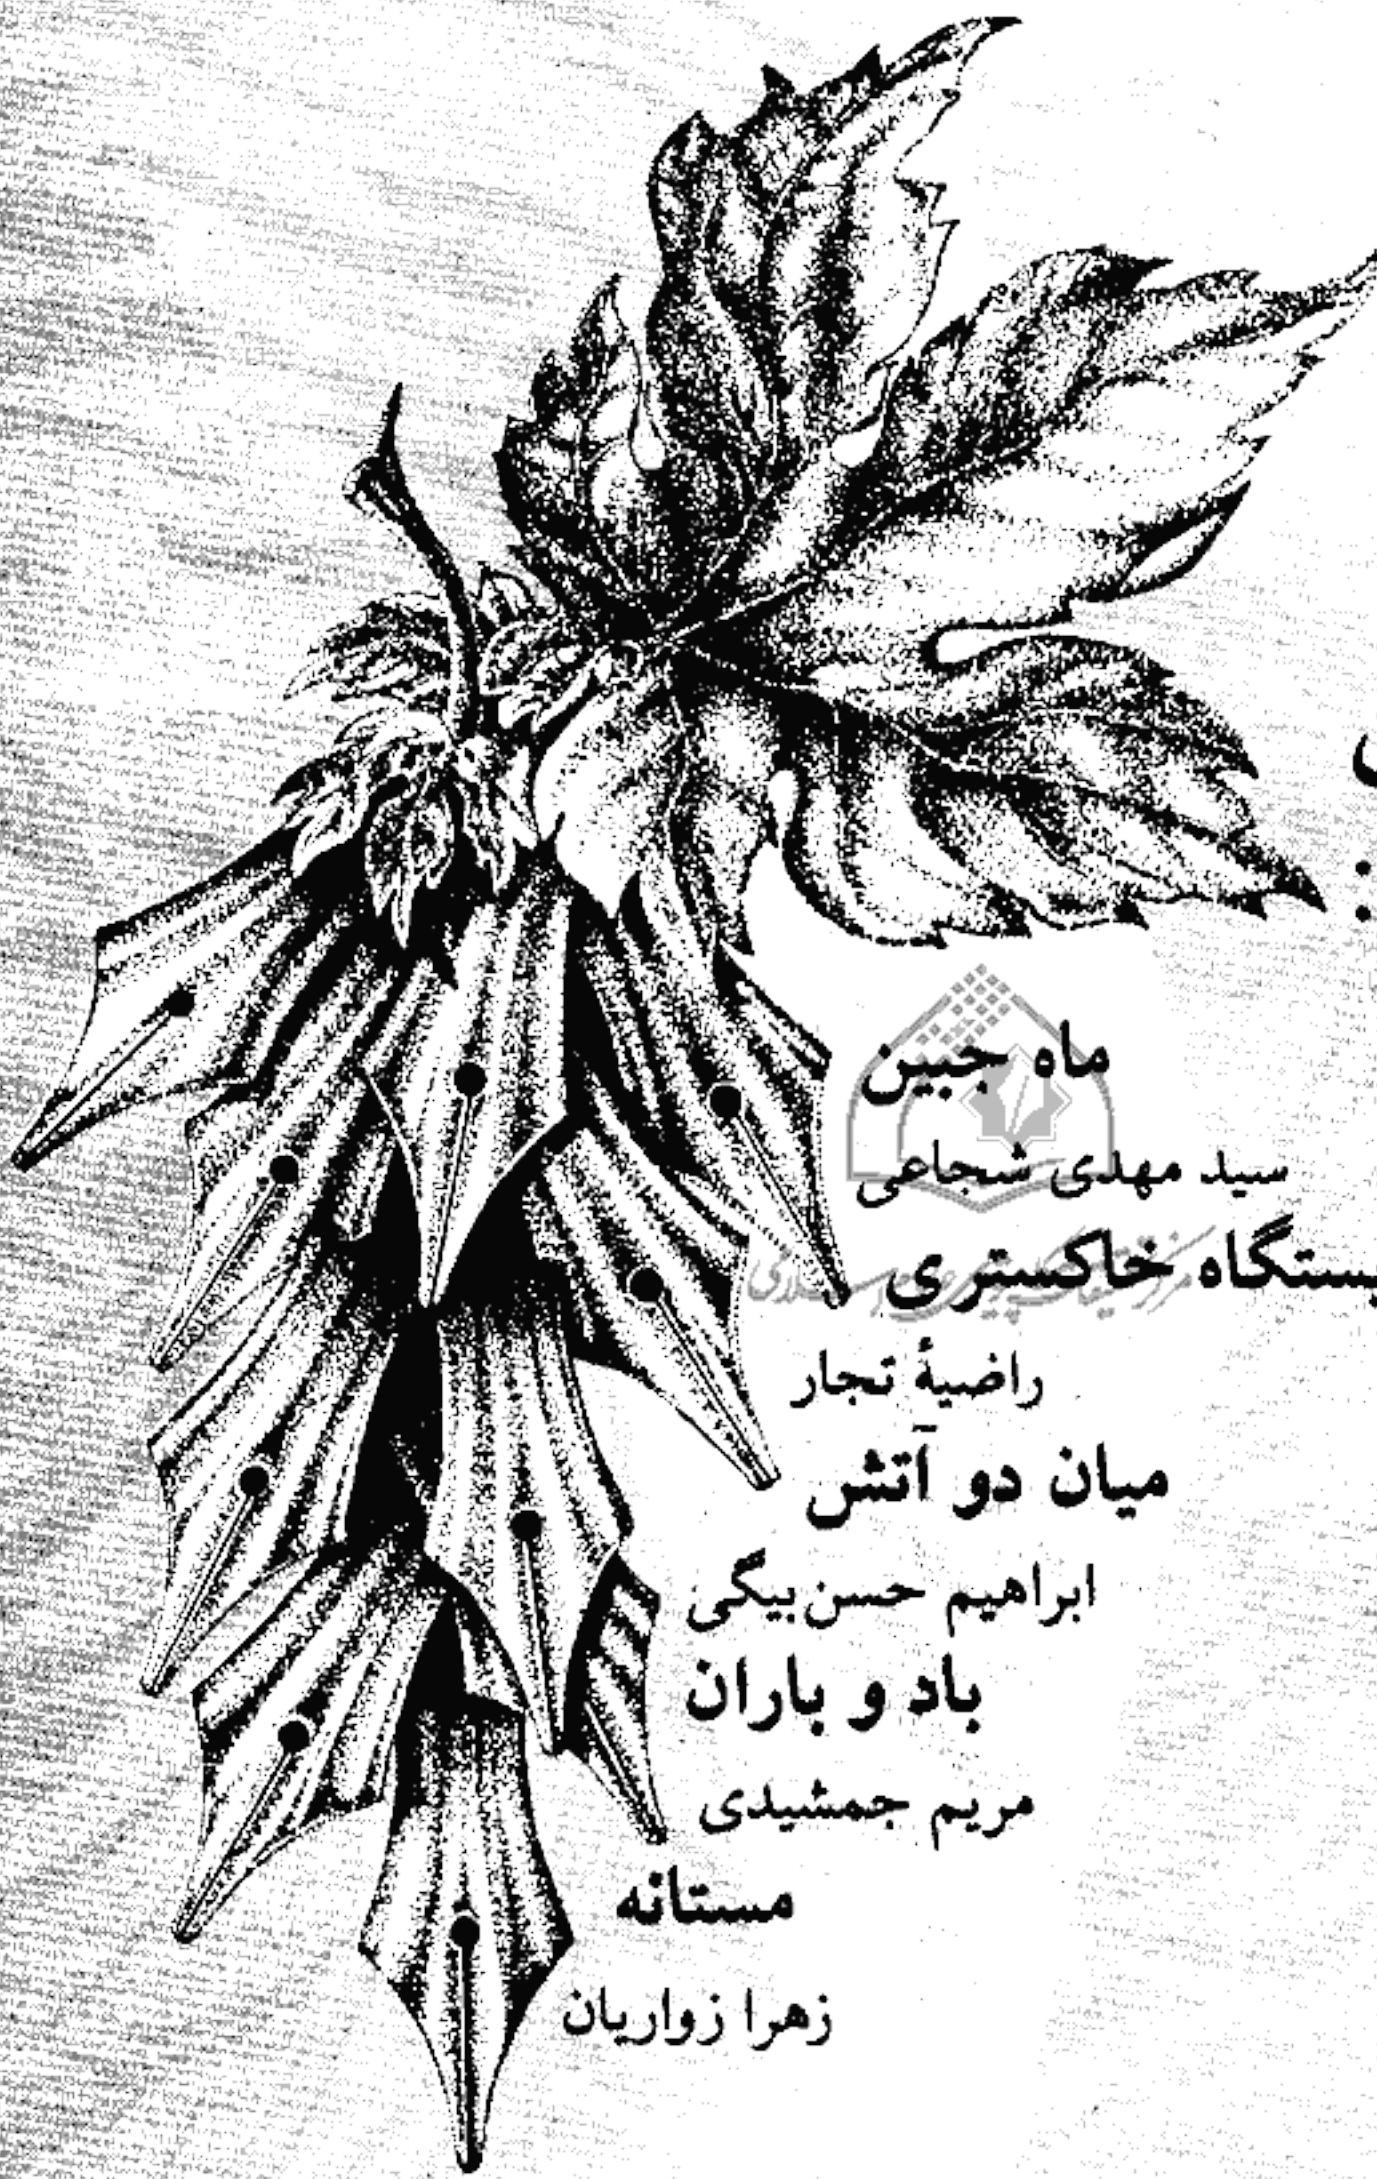 ماه جبین
سید مهدی شجاعی
یستگاه خاکستری
راضیهٔ تجار
میان دو آتش
ابراهیم حسن‌بیگی
باد و باران
مریم جمشیدی
مستانه
زهرا زواریان